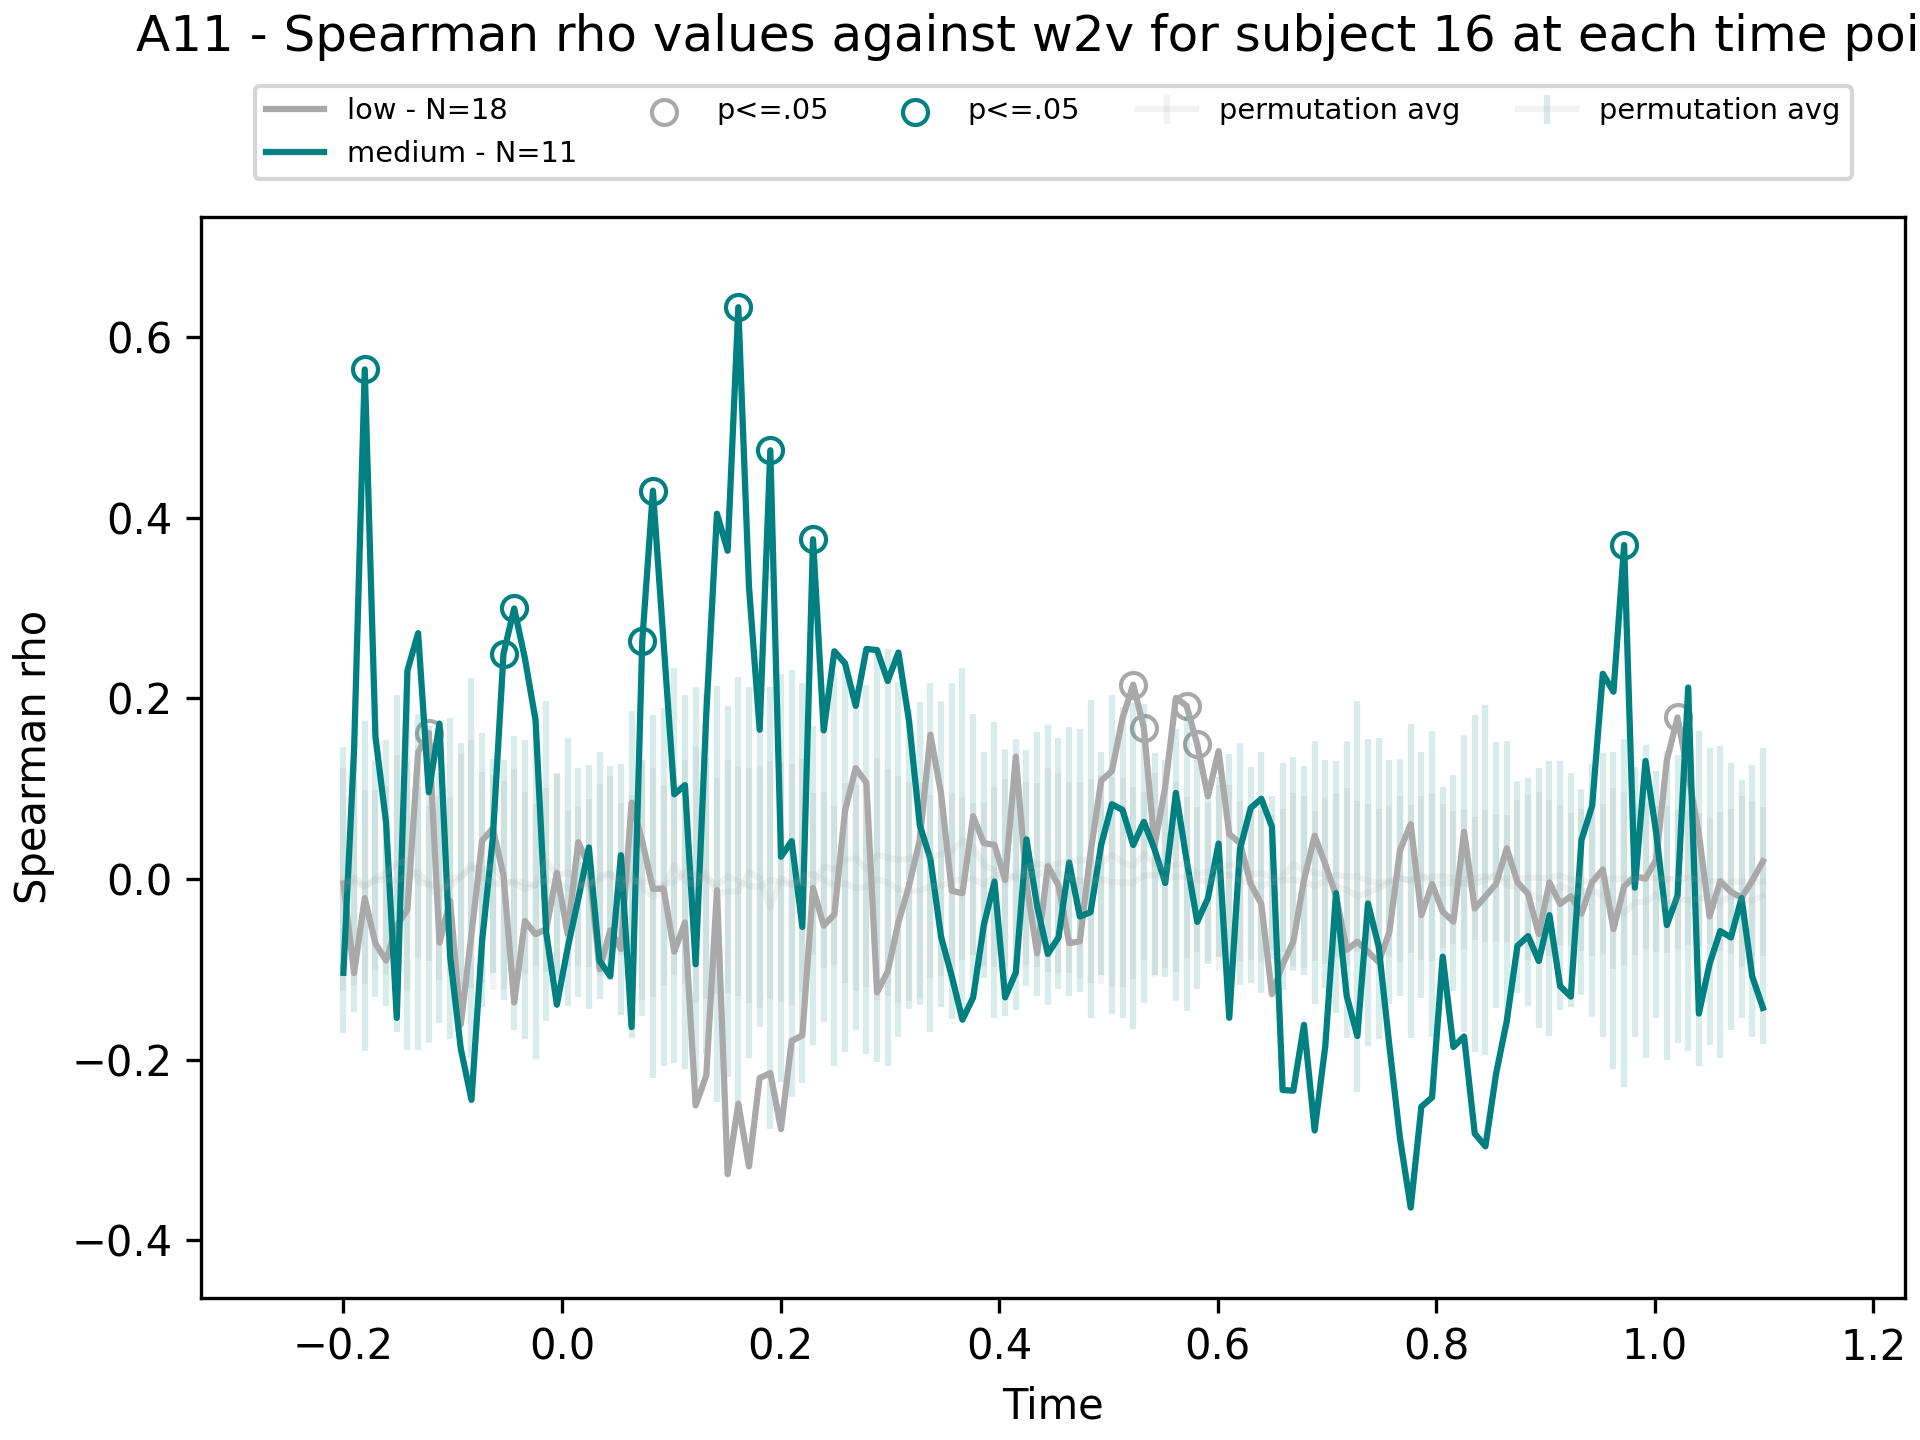 A11 - Spearman rho values against w2v for subject 16 at each time poi
low - N=18
medium - N=11
p<=.05
p<=.05
permutation avg
permutation avg
Spearman rho
0.6
0.4
0.2
0.0
−0.2
−0.4
−0.2 0.0 0.2 0.4 0.6 0.8 1.0 1.2
Time